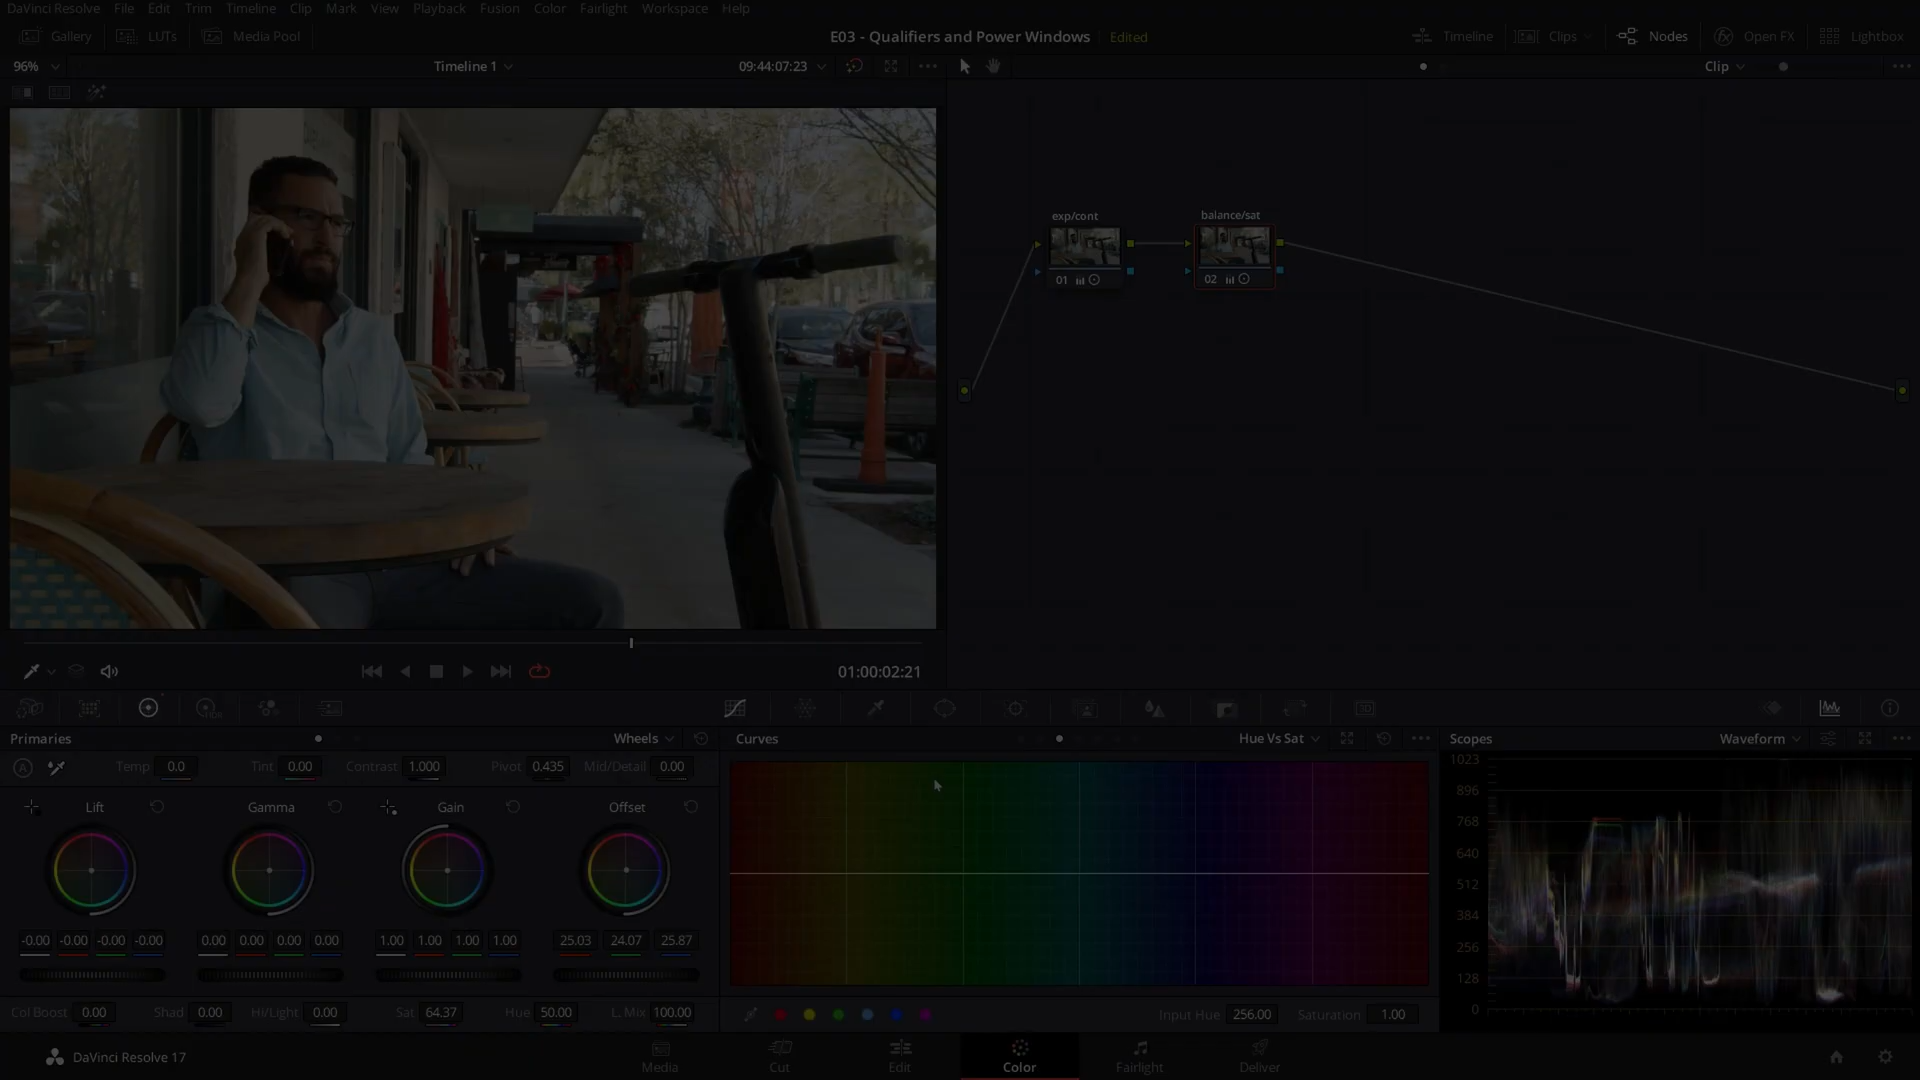 DaVinci Resolve File Edit Trim Timeline Clip Mark View Playback Fusion Color Fairlight Workspace Help
Gallery LUTs Media Pool E03 - Qualifiers and Power Windows Edited Timeline Clips Nodes Open FX Lightbox
96% Timeline 1 09:44:07:23 Clip
exp/cont balance/sat
01 02
01:00:02:21
HDR 3D
Primaries Wheels Curves Hue Vs Sat Scopes Waveform
A Temp 0.0 Tint 0.00 Contrast 1.000 Pivot 0.435 Mid/Detail 0.00
Lift Gamma Gain Offset
-0.00 -0.00 -0.00 -0.00 0.00 0.00 0.00 0.00 1.00 1.00 1.00 1.00 25.03 24.07 25.87
Col Boost 0.00 Shad 0.00 Hi/Light 0.00 Sat 64.37 Hue 50.00 L. Mix 100.00
Input Hue 256.00 Saturation 1.00
1023
896
768
640
512
384
256
128
0
DaVinci Resolve 17 Media Cut Edit Color Fairlight Deliver